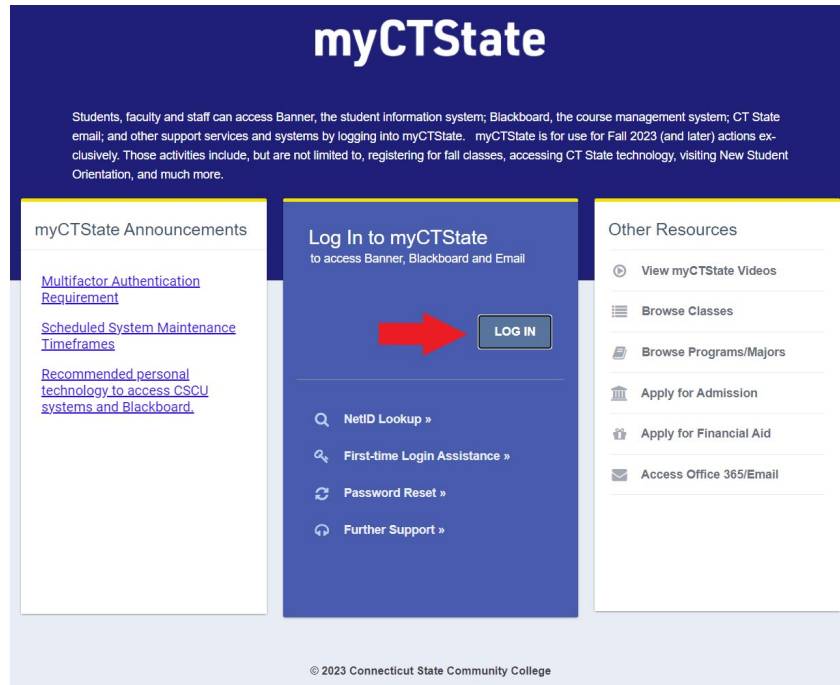 myCTState
Students, faculty and staff can access Banner, the student information system; Blackboard, the course management system; CT State
email; and other support services and systems by logging into myCTState. myCTState is for use for Fall 2023 (and later) actions ex-
clusively. Those activities include, but are not limited to, registering for fall classes, accessing CT State technology, visiting New Student
Orientation, and much more.
myCTState Announcements
Multifactor Authentication
Requirement
Scheduled System Maintenance
Timeframes
Recommended personal
technology to access CSCU
systems and Blackboard.
Log In to myCTState
to access Banner, Blackboard and Email
LOG IN
NetID Lookup »
First-time Login Assistance »
Password Reset »
Further Support »
Other Resources
View myCTState Videos
Browse Classes
Browse Programs/Majors
Apply for Admission
Apply for Financial Aid
Access Office 365/Email
© 2023 Connecticut State Community College